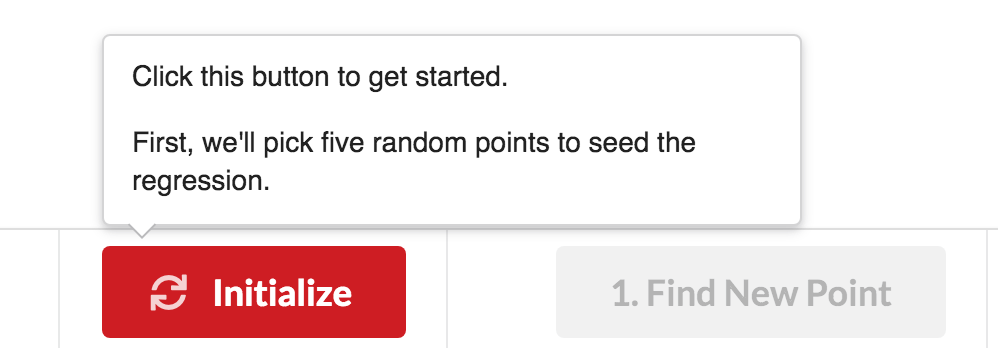 Click this button to get started.
First, we'll pick five random points to seed the
regression.
Initialize
1. Find New Point